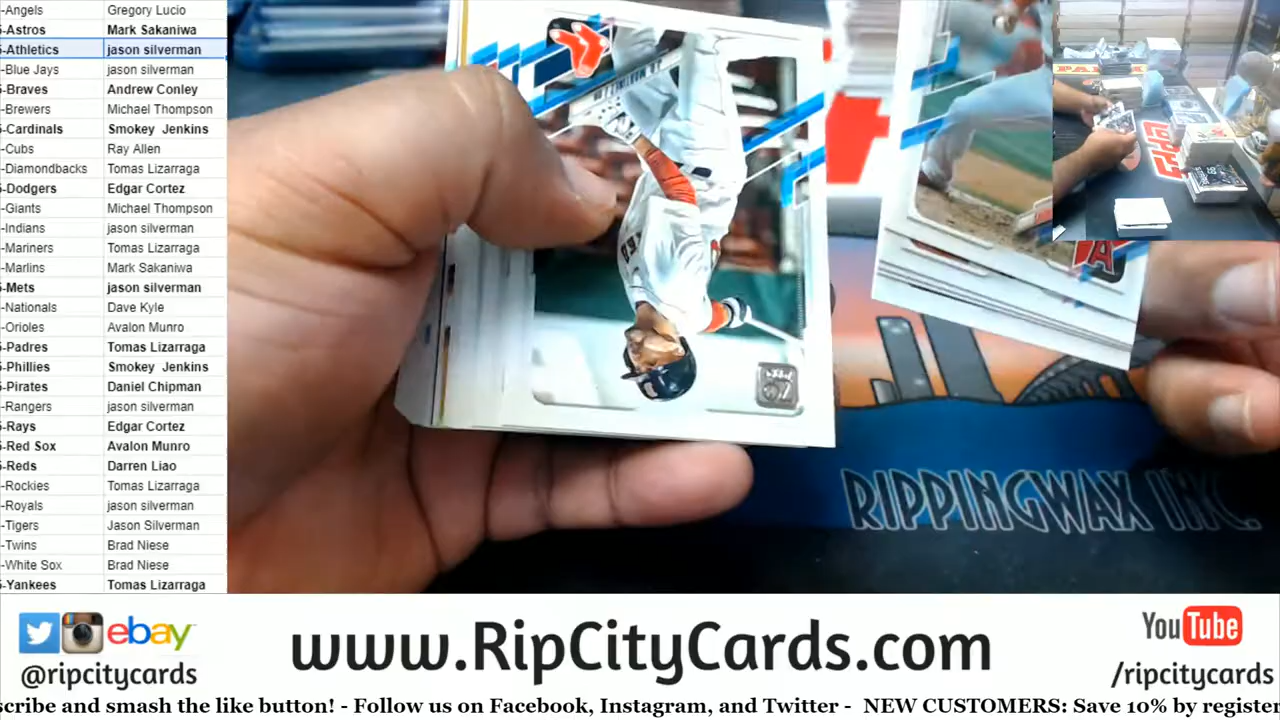 -Angels Gregory Lucio
-Astros Mark Sakaniwa
-Athletics jason silverman
-Blue Jays jason silverman
-Braves Andrew Conley
-Brewers Michael Thompson
-Cardinals Smokey Jenkins
-Cubs Ray Allen
-Diamondbacks Tomas Lizarraga
-Dodgers Edgar Cortez
-Giants Michael Thompson
-Indians jason silverman
-Mariners Tomas Lizarraga
-Marlins Mark Sakaniwa
-Mets jason silverman
-Nationals Dave Kyle
-Orioles Avalon Munro
-Padres Tomas Lizarraga
-Phillies Smokey Jenkins
-Pirates Daniel Chipman
-Rangers jason silverman
-Rays Edgar Cortez
-Red Sox Avalon Munro
-Reds Darren Liao
-Rockies Tomas Lizarraga
-Royals jason silverman
-Tigers Jason Silverman
-Twins Brad Niese
-White Sox Brad Niese
-Yankees Tomas Lizarraga
topps
RIPPINGWAX INC.
ebay
@ripcitycards
www.RipCityCards.com
YouTube
/ripcitycards
scribe and smash the like button! - Follow us on Facebook, Instagram, and Twitter - NEW CUSTOMERS: Save 10% by register